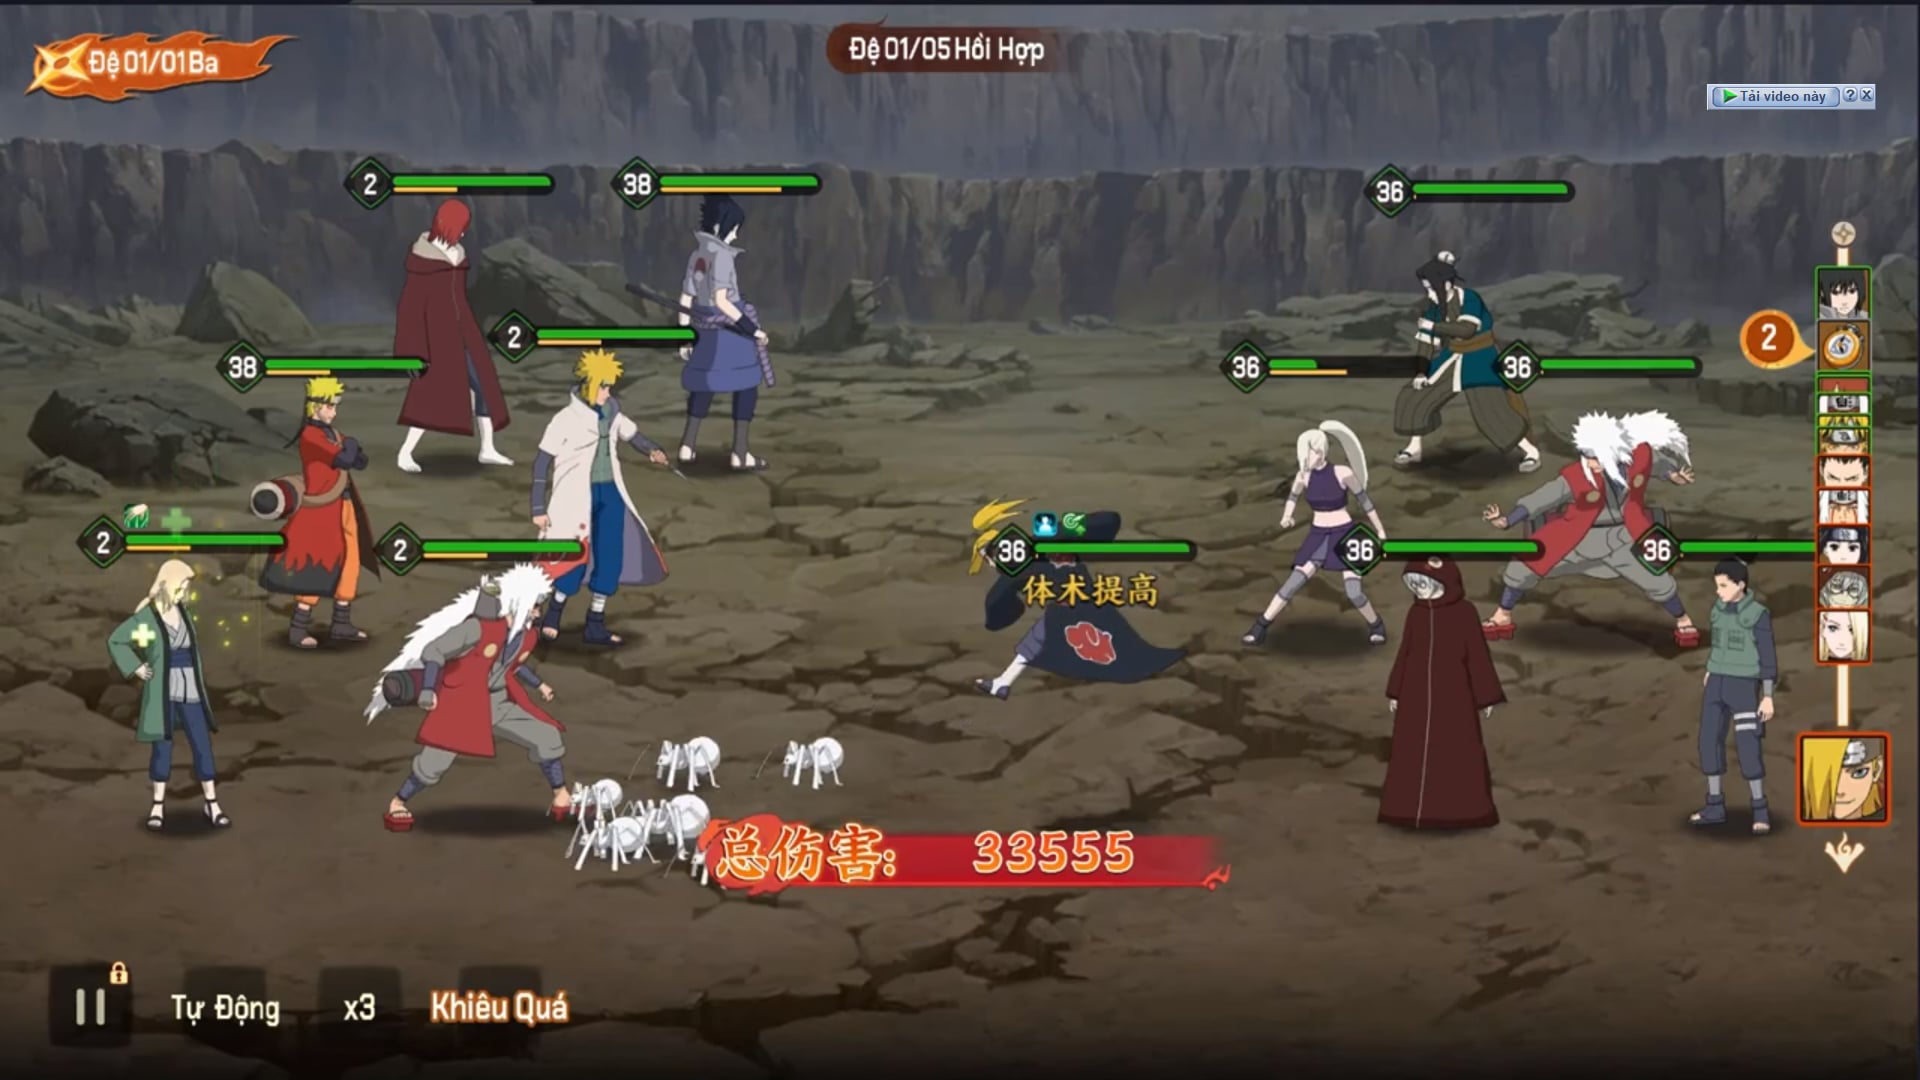 Đệ 01/01 Ba
Đệ 01/05 Hồi Hợp
Tải video này ? X
2
38
36
2
2
38
36
36
2
2
36
36
36
体术提高
总伤害: 33555
Tự Động
x3
Khiêu Quá